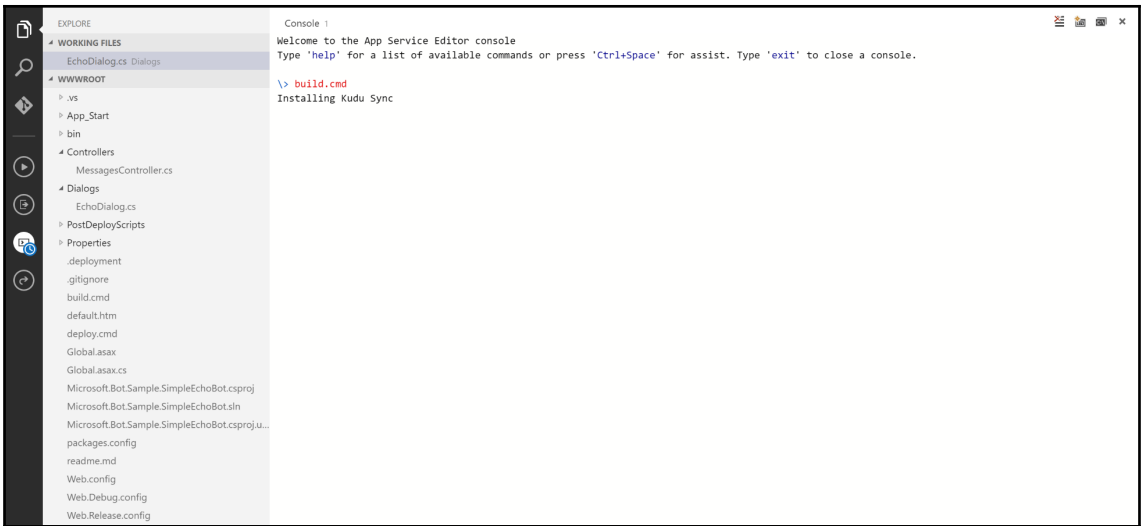 EXPLORE
WORKING FILES
EchoDialog.cs Dialogs
WWWROOT
.vs
App_Start
bin
Controllers
MessagesController.cs
Dialogs
EchoDialog.cs
PostDeployScripts
Properties
.deployment
.gitignore
build.cmd
default.htm
deploy.cmd
Global.asax
Global.asax.cs
Microsoft.Bot.Sample.SimpleEchoBot.csproj
Microsoft.Bot.Sample.SimpleEchoBot.sln
Microsoft.Bot.Sample.SimpleEchoBot.csproj.u...
packages.config
readme.md
Web.config
Web.Debug.config
Web.Release.config
Console 1
Welcome to the App Service Editor console
Type 'help' for a list of available commands or press 'Ctrl+Space' for assist. Type 'exit' to close a console.
\> build.cmd
Installing Kudu Sync